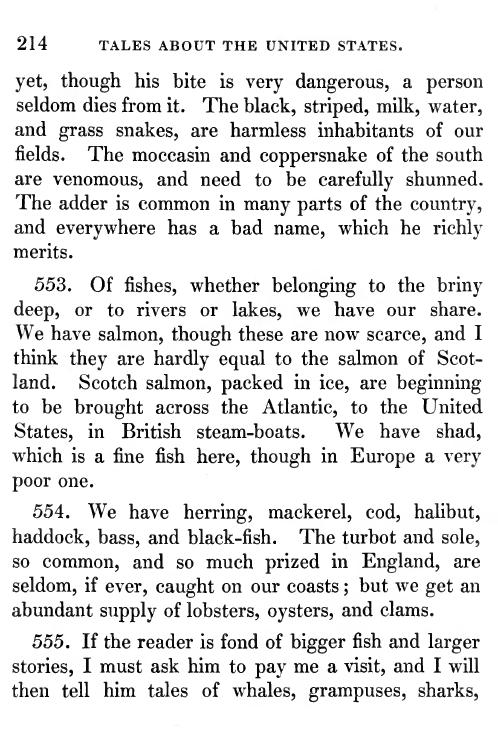 214 TALES ABOUT THE UNITED STATES.
yet, though his bite is very dangerous, a person
seldom dies from it. The black, striped, milk, water,
and grass snakes, are harmless inhabitants of our
fields. The moccasin and coppersnake of the south
are venomous, and need to be carefully shunned.
The adder is common in many parts of the country,
and everywhere has a bad name, which he richly
merits.
553. Of fishes, whether belonging to the briny
deep, or to rivers or lakes, we have our share.
We have salmon, though these are now scarce, and I
think they are hardly equal to the salmon of Scot-
land. Scotch salmon, packed in ice, are beginning
to be brought across the Atlantic, to the United
States, in British steam-boats. We have shad,
which is a fine fish here, though in Europe a very
poor one.
554. We have herring, mackerel, cod, halibut,
haddock, bass, and black-fish. The turbot and sole,
so common, and so much prized in England, are
seldom, if ever, caught on our coasts; but we get an
abundant supply of lobsters, oysters, and clams.
555. If the reader is fond of bigger fish and larger
stories, I must ask him to pay me a visit, and I will
then tell him tales of whales, grampuses, sharks,